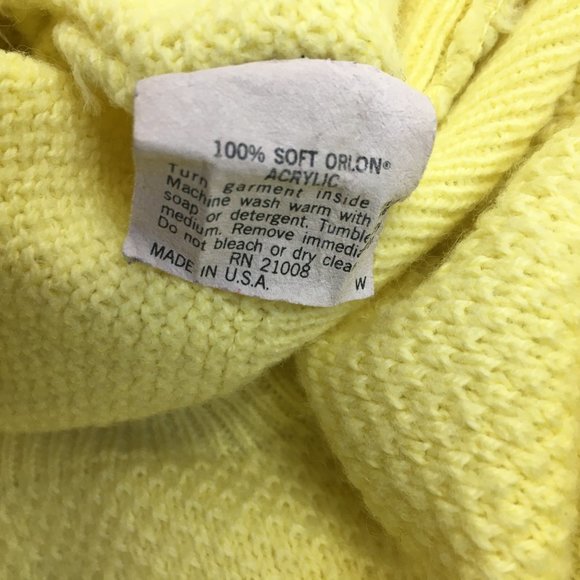 100% SOFT ORLON®
ACRYLIC
Turn garment inside
Machine wash warm with
soap or detergent. Tumble
medium. Remove immedia
Do not bleach or dry clea
RN 21008
MADE IN U.S.A. W